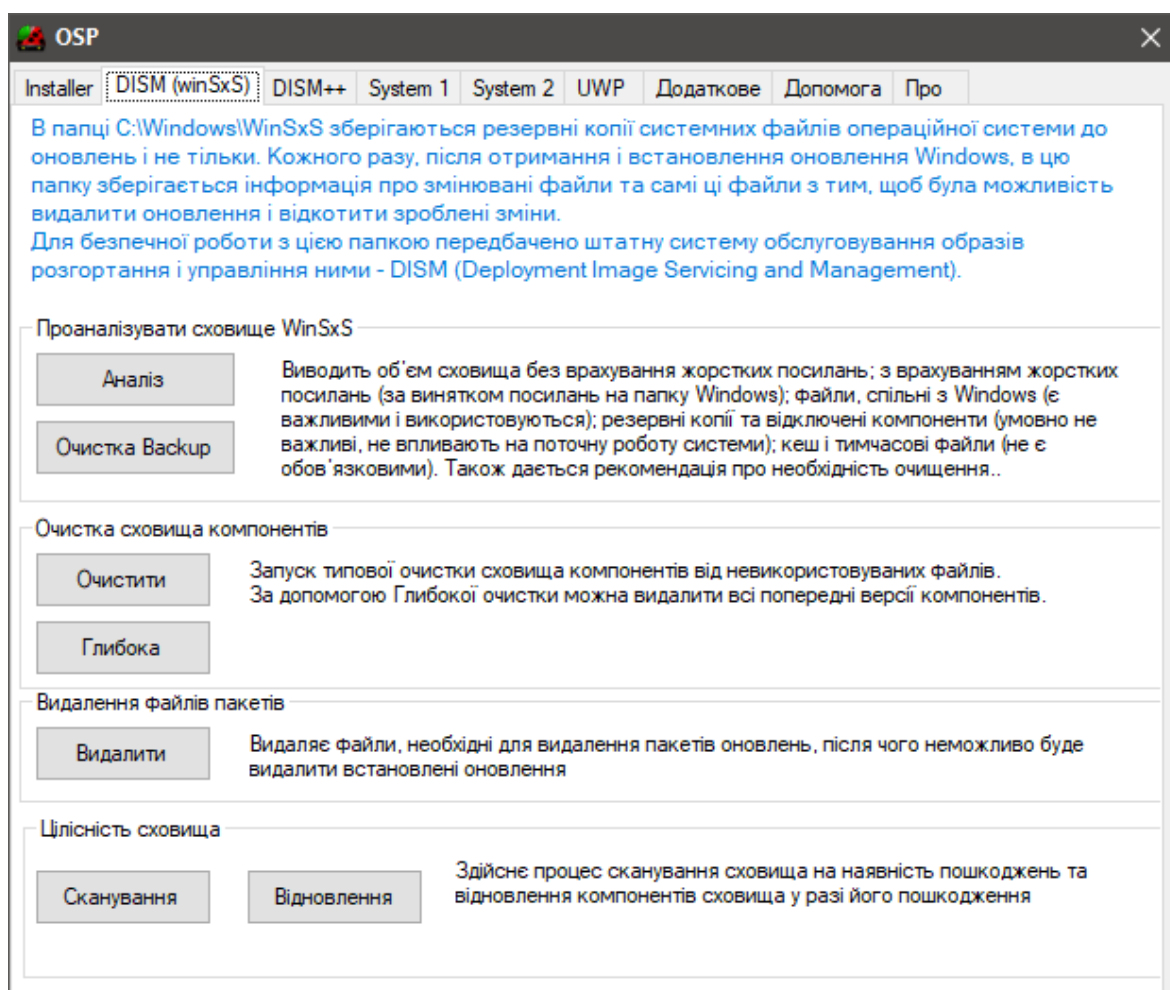 OSP
Installer DISM (winSxS) DISM++ System 1 System 2 UWP Додаткове Допомога Про
В папці C:\Windows\WinSxS зберігаються резервні копії системних файлів операційної системи до
оновлень і не тільки. Кожного разу, після отримання і встановлення оновлення Windows, в цю
папку зберігається інформація про змінювані файли та самі ці файли з тим, щоб була можливість
видалити оновлення і відкотити зроблені зміни.
Для безпечної роботи з цією папкою передбачено штатну систему обслуговування образів
розгортання і управління ними - DISM (Deployment Image Servicing and Management).
Проаналізувати сховище WinSxS
Аналіз
Очистка Backup
Виводить об'єм сховища без врахування жорстких посилань; з врахуванням жорстких
посилань (за винятком посилань на папку Windows); файли, спільні з Windows (є
важливими і використовуються); резервні копії та відключені компоненти (умовно не
важливі, не впливають на поточну роботу системи); кеш і тимчасові файли (не є
обов'язковими). Також дається рекомендація про необхідність очищення..
Очистка сховища компонентів
Очистити
Запуск типової очистки сховища компонентів від невикористовуваних файлів.
За допомогою Глибокої очистки можна видалити всі попередні версії компонентів.
Глибока
Видалення файлів пакетів
Видалити
Видаляє файли, необхідні для видалення пакетів оновлень, після чого неможливо буде
видалити встановлені оновлення
Цілісність сховища
Сканування
Відновлення
Здійснє процес сканування сховища на наявність пошкоджень та
відновлення компонентів сховища у разі його пошкодження